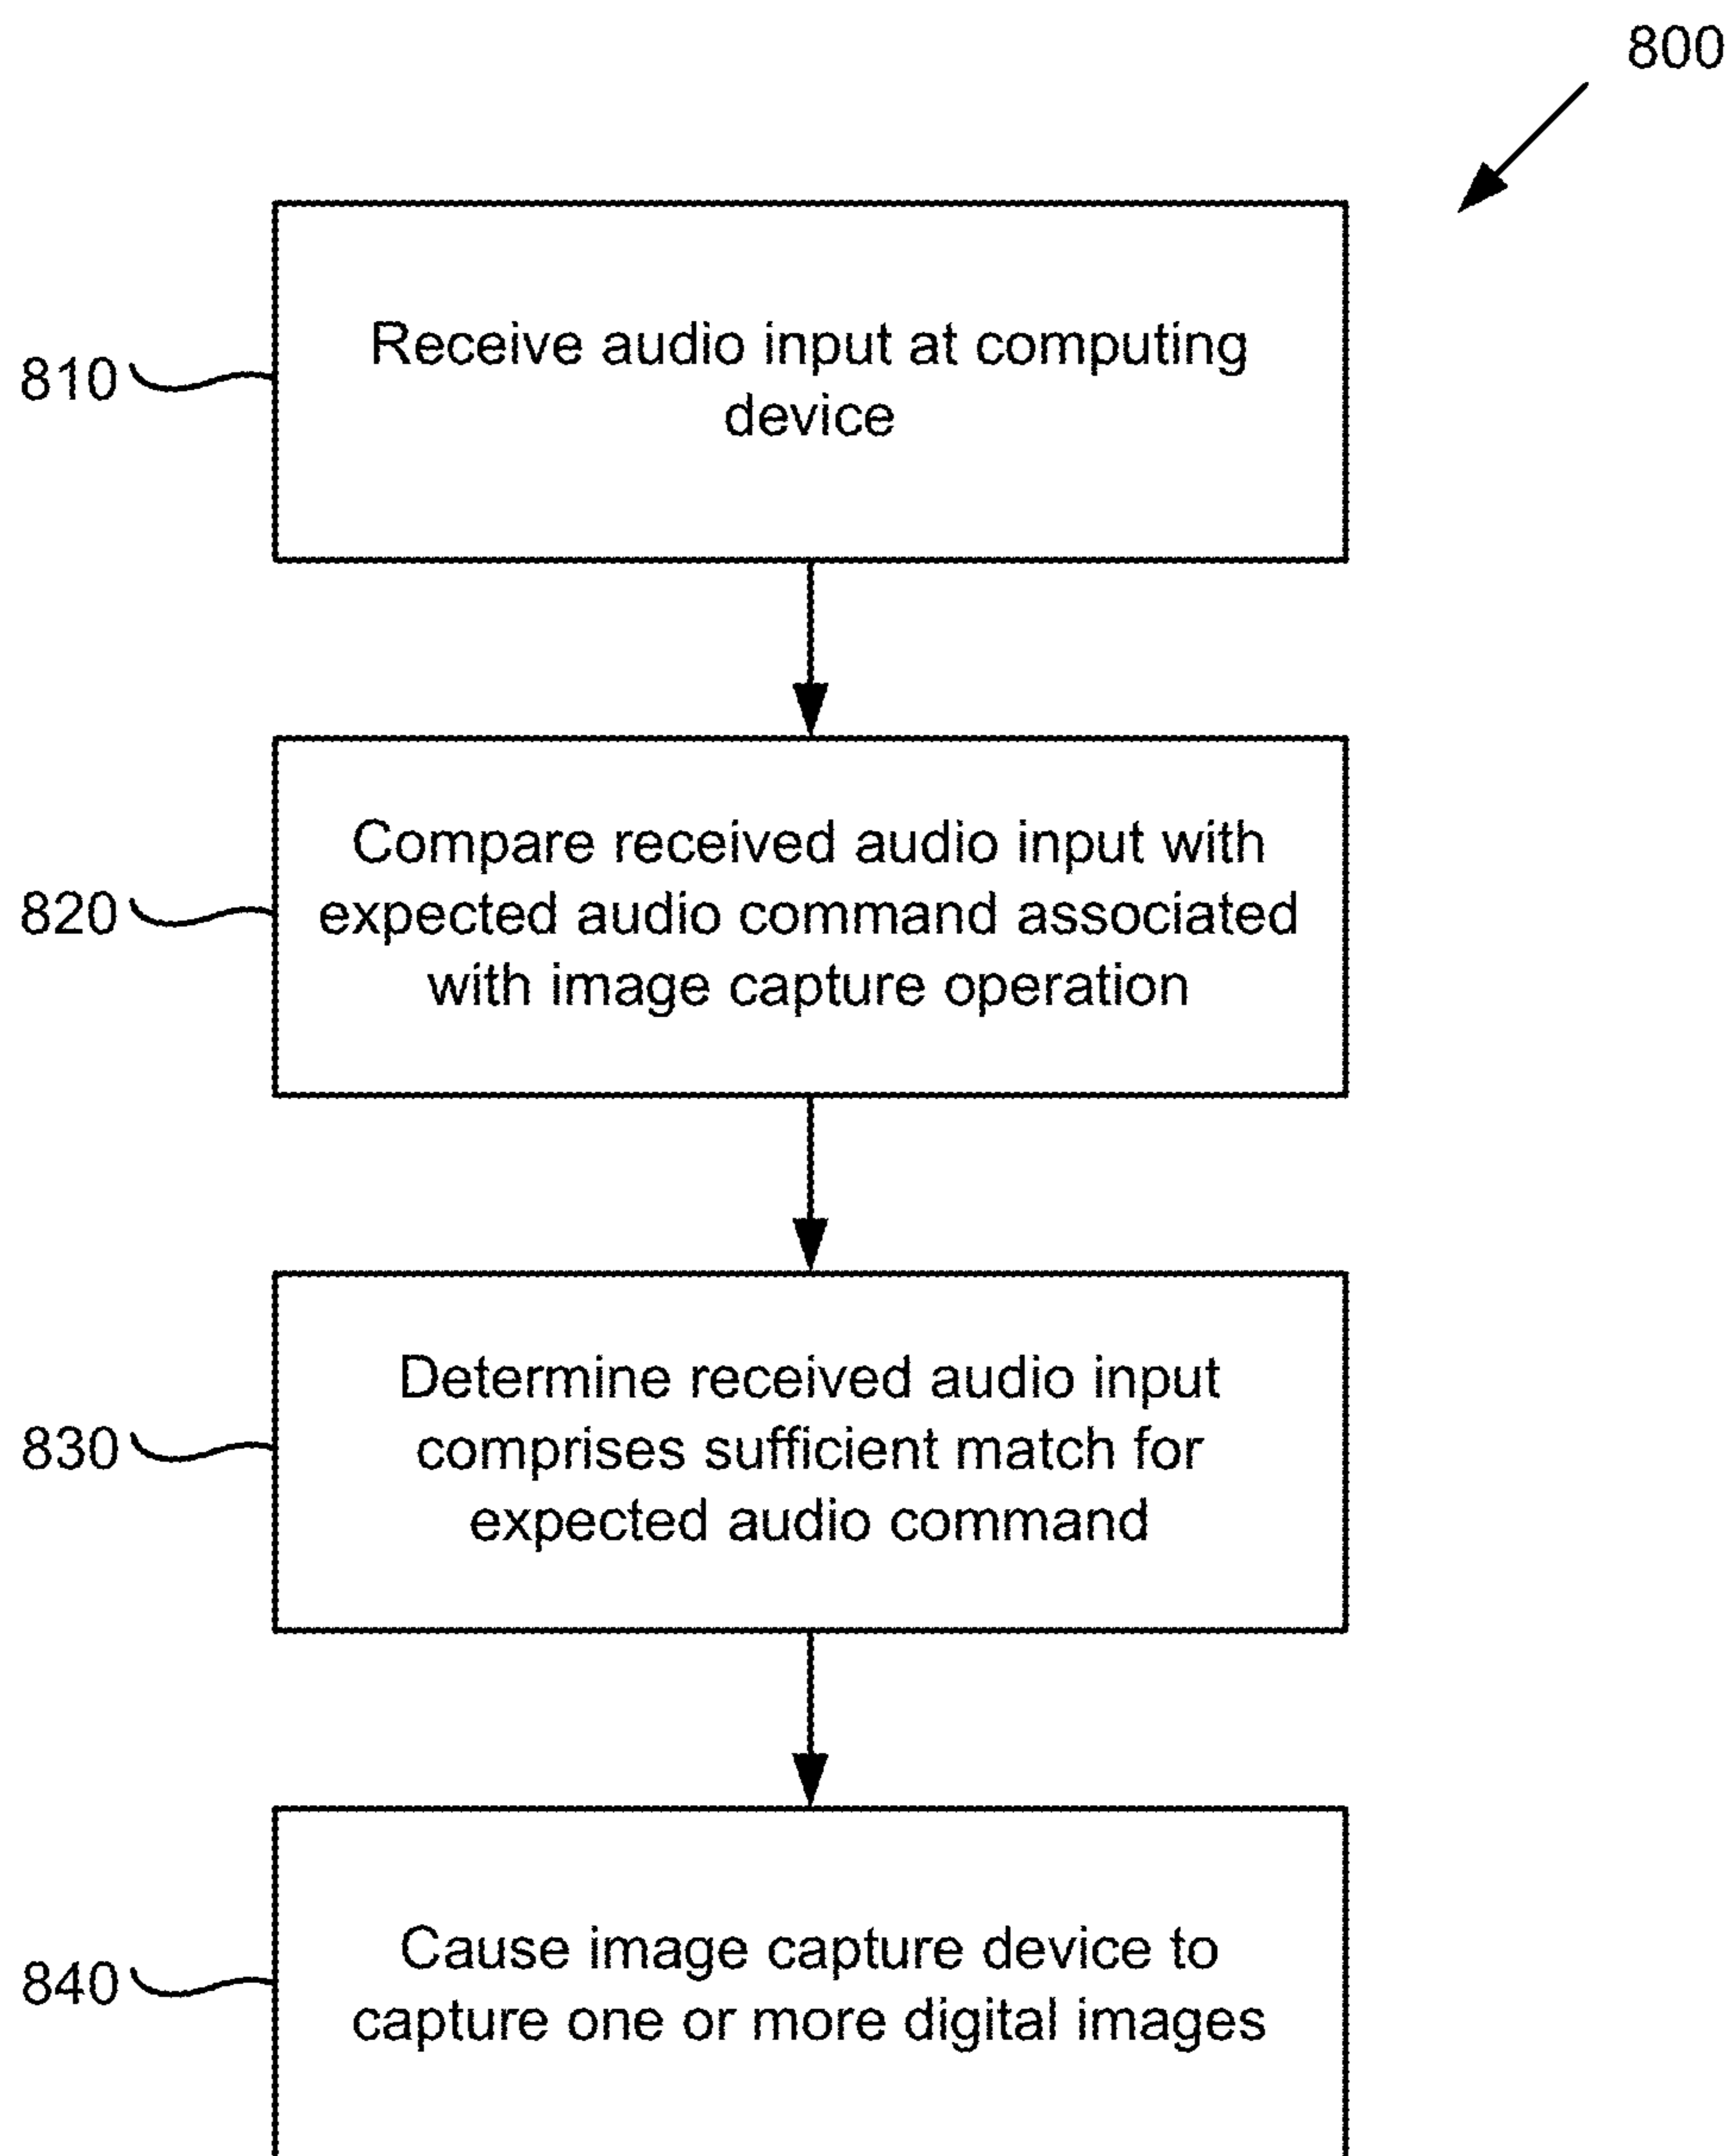 800
810
Receive audio input at computing
device
820
Compare received audio input with
expected audio command associated
with image capture operation
830
Determine received audio input
comprises sufficient match for
expected audio command
840
Cause image capture device to
capture one or more digital images